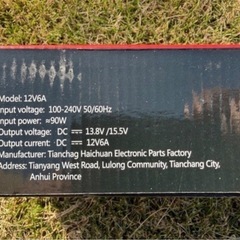 Model: 12V6A
Input voltage: 100-240V 50/60Hz
Input power: ≈90W
Output voltage: DC ⎓ 13.8V /15.5V
Output current: DC ⎓ 12V6A
Manufacturer: Tianchag Haichuan Electronic Parts Factory
Address: Tianyang West Road, Lulong Community, Tianchang City,
Anhui Province